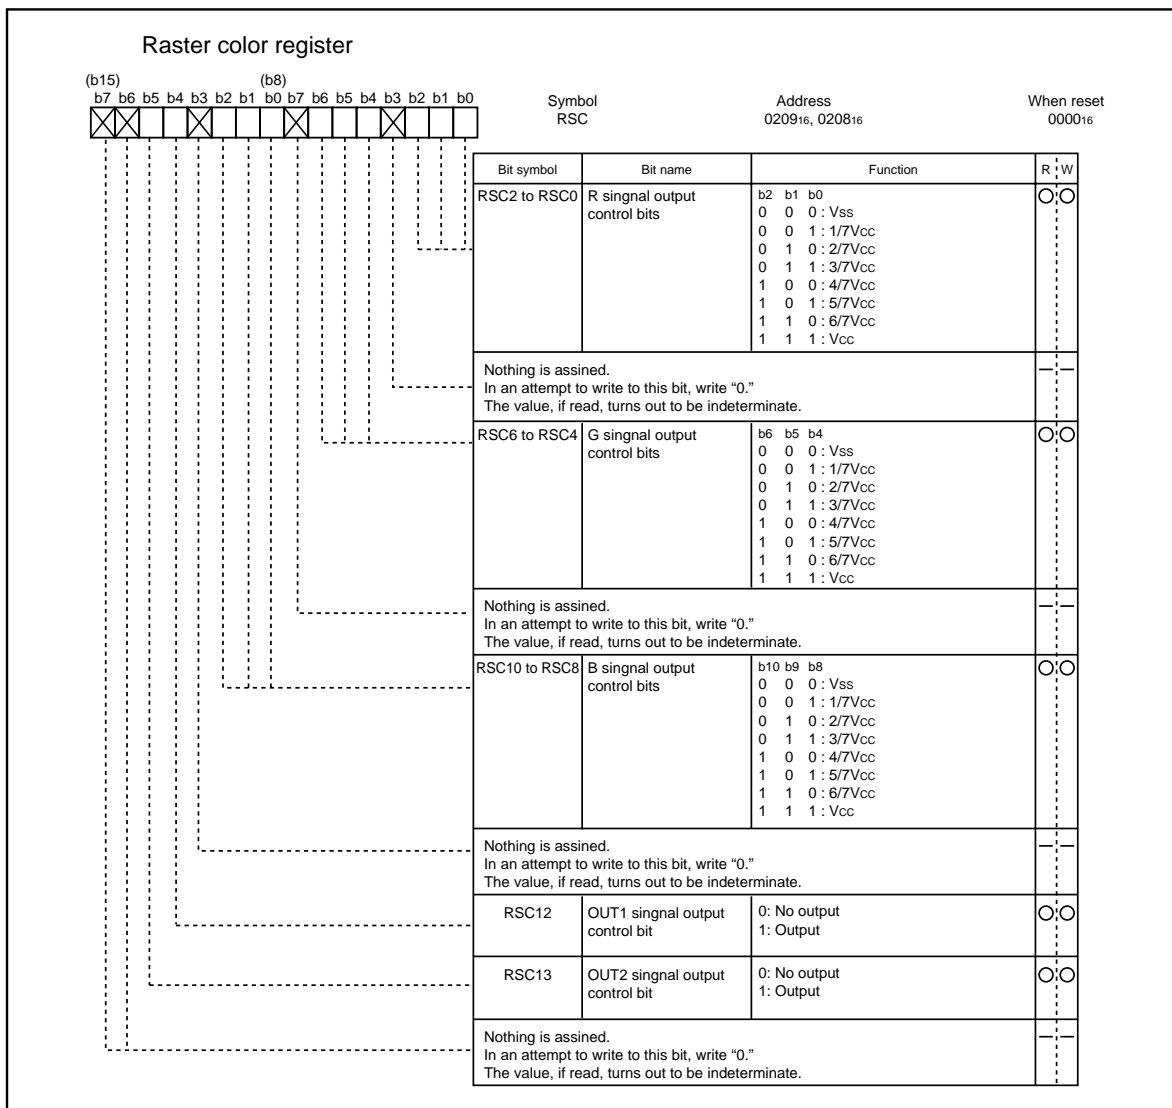 Raster color register
(b15) (b8)
b7 b6 b5 b4 b3 b2 b1 b0 b7 b6 b5 b4 b3 b2 b1 b0
Symbol Address When reset
RSC 020916, 020816 000016
Bit symbol Bit name Function R W
RSC2 to RSC0 R singnal output control bits
b2 b1 b0
0 0 0 : VSS
0 0 1 : 1/7VCC
0 1 0 : 2/7VCC
0 1 1 : 3/7VCC
1 0 0 : 4/7VCC
1 0 1 : 5/7VCC
1 1 0 : 6/7VCC
1 1 1 : VCC
Nothing is assined.
In an attempt to write to this bit, write “0.”
The value, if read, turns out to be indeterminate.
RSC6 to RSC4 G singnal output control bits
b6 b5 b4
0 0 0 : VSS
0 0 1 : 1/7VCC
0 1 0 : 2/7VCC
0 1 1 : 3/7VCC
1 0 0 : 4/7VCC
1 0 1 : 5/7VCC
1 1 0 : 6/7VCC
1 1 1 : VCC
Nothing is assined.
In an attempt to write to this bit, write “0.”
The value, if read, turns out to be indeterminate.
RSC10 to RSC8 B singnal output control bits
b10 b9 b8
0 0 0 : VSS
0 0 1 : 1/7VCC
0 1 0 : 2/7VCC
0 1 1 : 3/7VCC
1 0 0 : 4/7VCC
1 0 1 : 5/7VCC
1 1 0 : 6/7VCC
1 1 1 : VCC
Nothing is assined.
In an attempt to write to this bit, write “0.”
The value, if read, turns out to be indeterminate.
RSC12 OUT1 singnal output control bit
0: No output
1: Output
RSC13 OUT2 singnal output control bit
0: No output
1: Output
Nothing is assined.
In an attempt to write to this bit, write “0.”
The value, if read, turns out to be indeterminate.